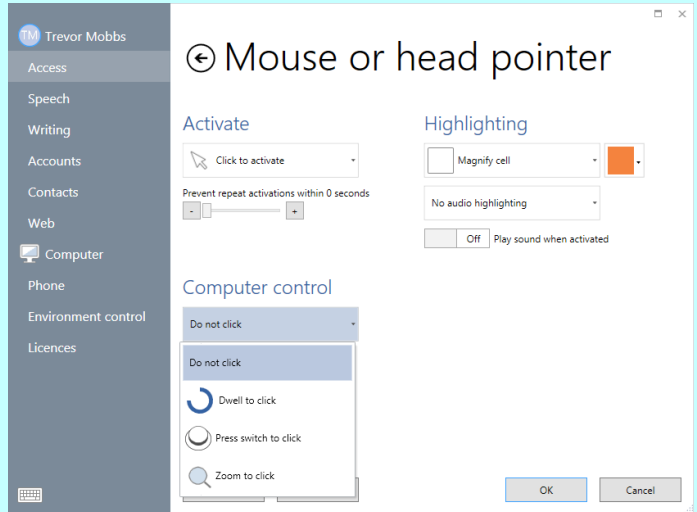 TM Trevor Mobbs
Access
Speech
Writing
Accounts
Contacts
Web
Computer
Phone
Environment control
Licences
Mouse or head pointer
Activate
Click to activate
Prevent repeat activations within 0 seconds
- +
Highlighting
Magnify cell
No audio highlighting
Off Play sound when activated
Computer control
Do not click
Do not click
Dwell to click
Press switch to click
Zoom to click
OK Cancel